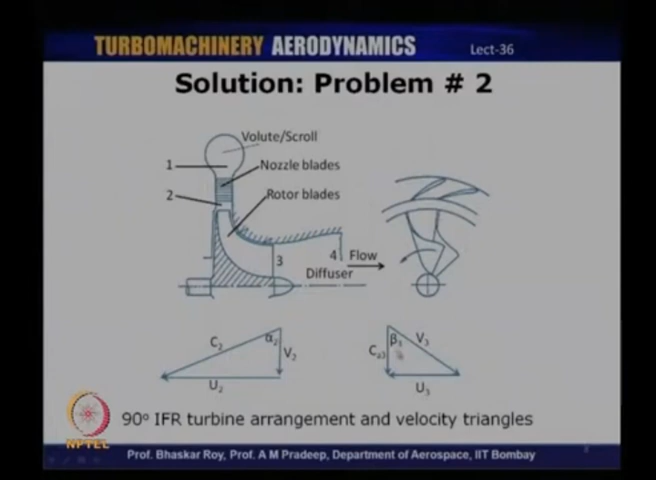 TURBOMACHINERY AERODYNAMICS
Lect-36
Solution: Problem # 2
Volute/Scroll
1
Nozzle blades
2
Rotor blades
3
4
Flow
Diffuser
C2
α2
V2
U2
Ca3
β3
V3
U3
90° IFR turbine arrangement and velocity triangles
NPTEL
Prof. Bhaskar Roy, Prof. A M Pradeep, Department of Aerospace, IIT Bombay